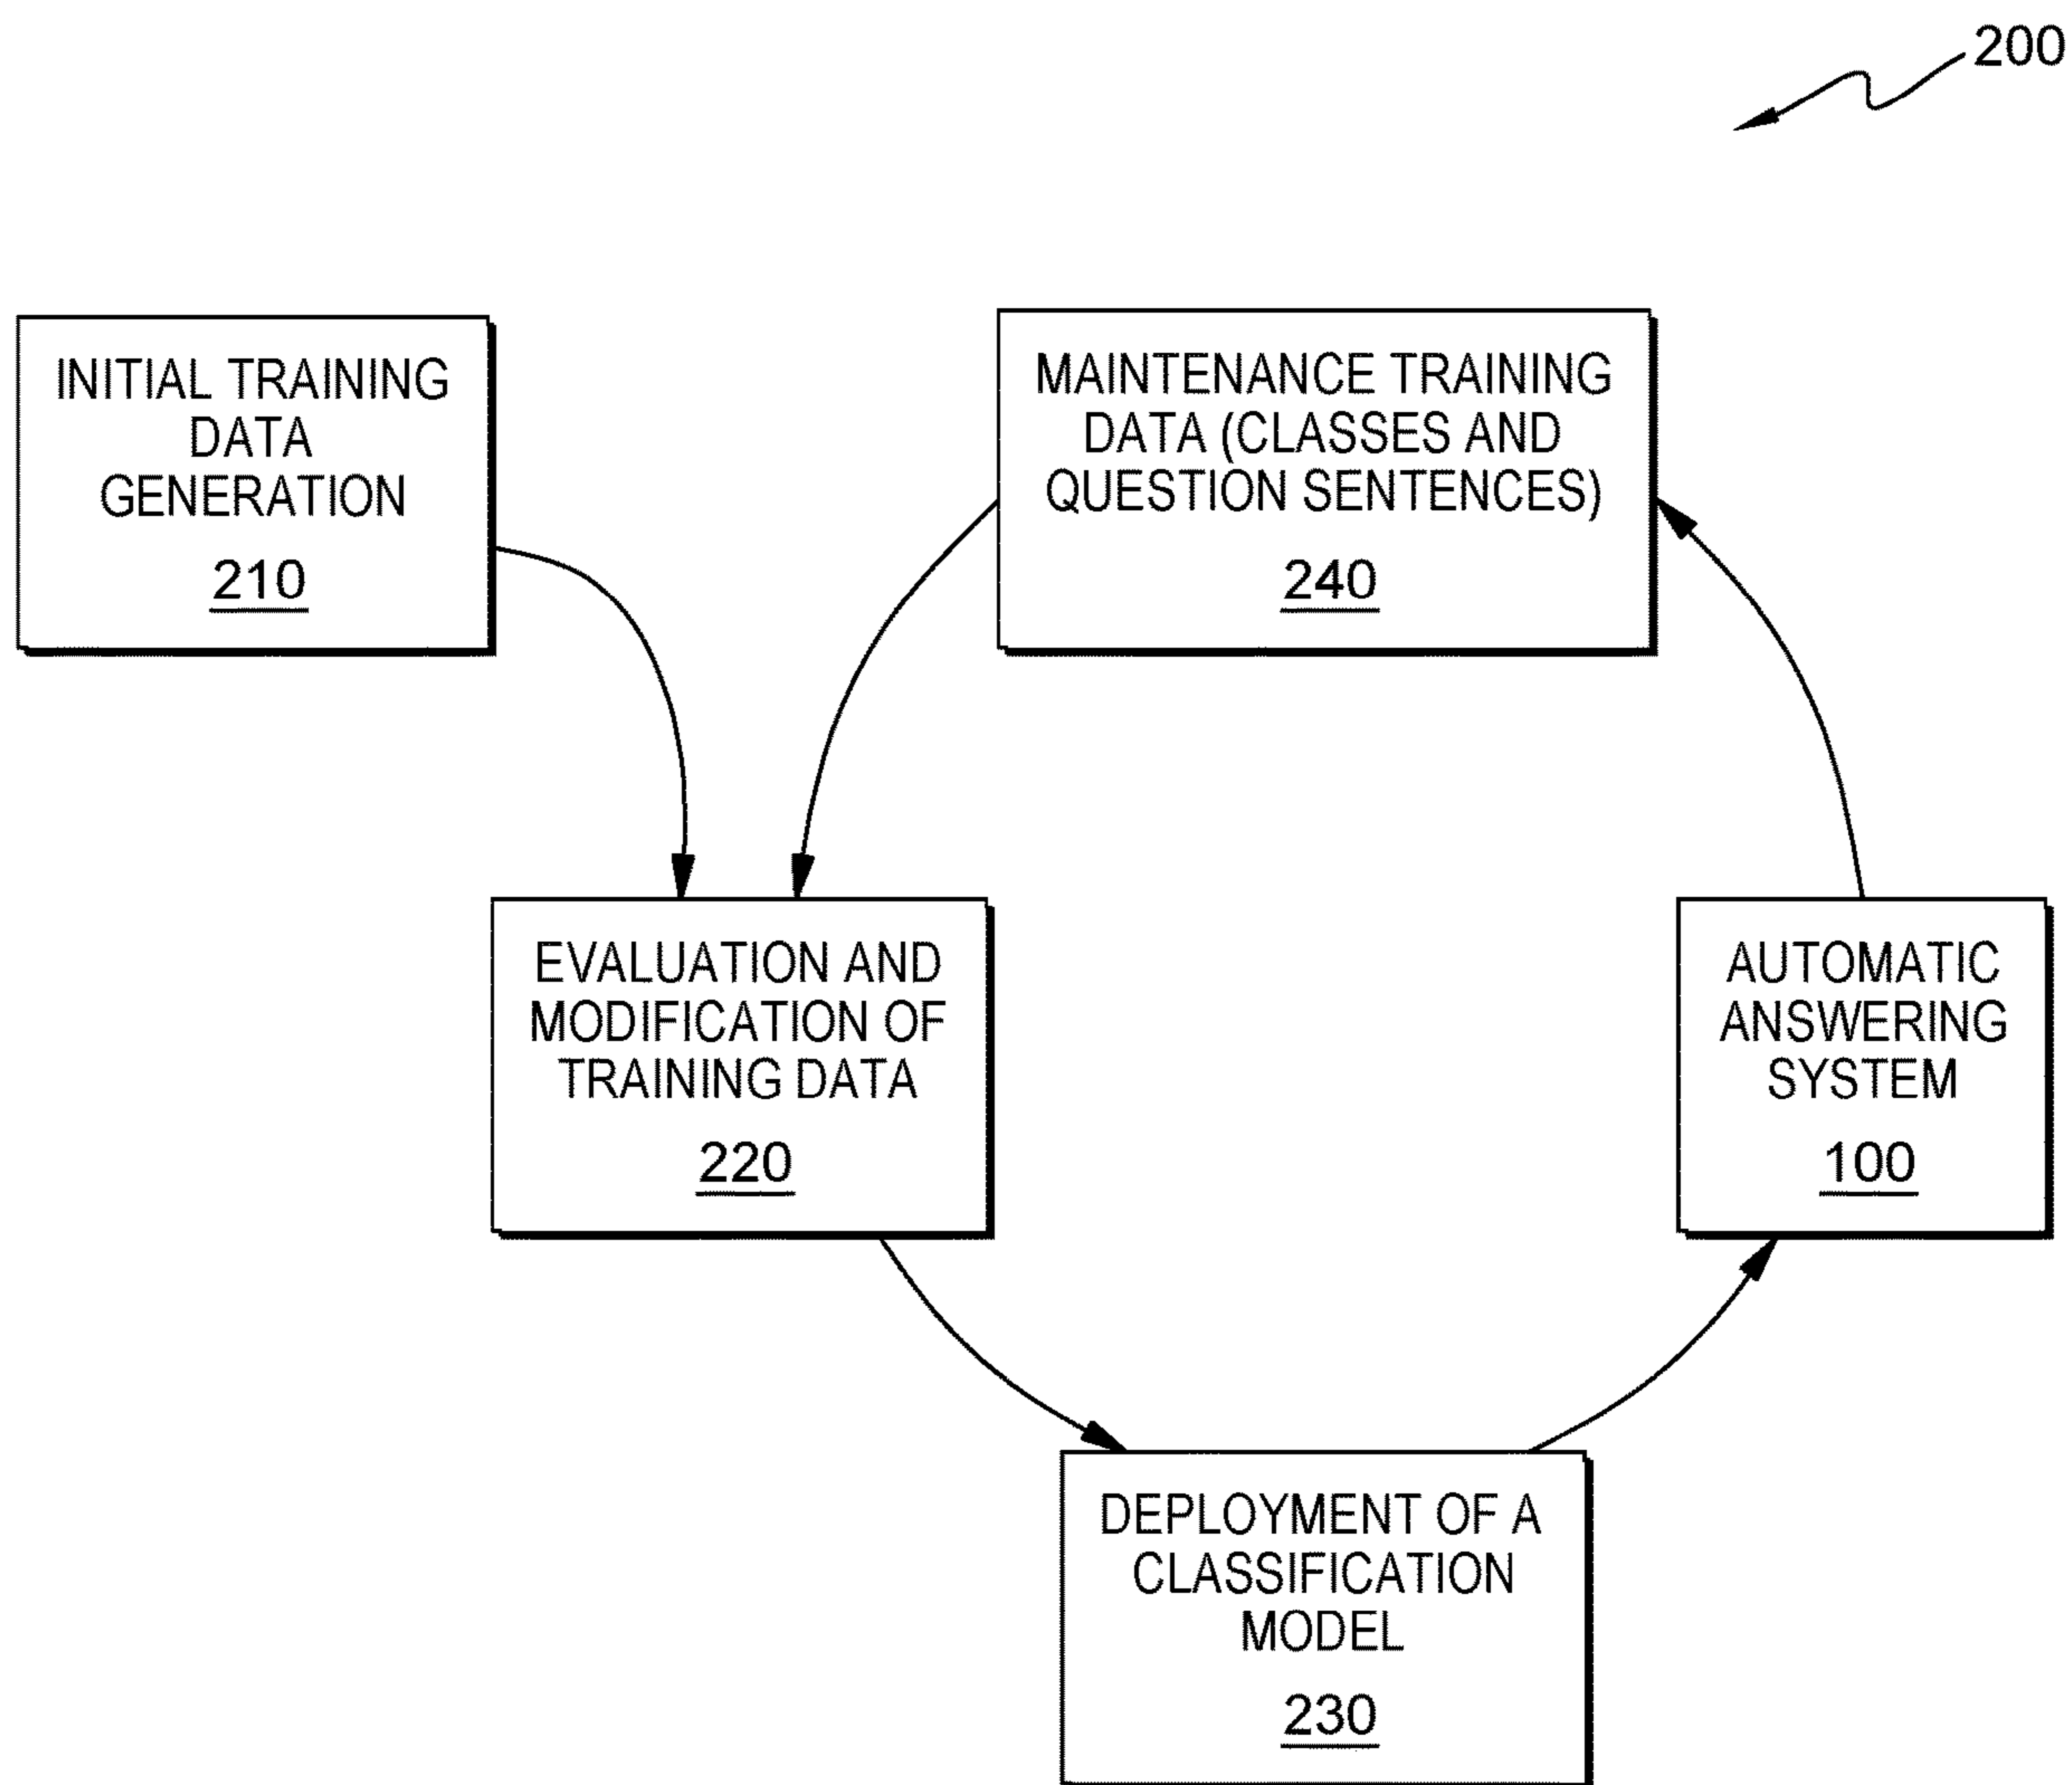 200
INITIAL TRAINING
DATA
GENERATION
210
MAINTENANCE TRAINING
DATA (CLASSES AND
QUESTION SENTENCES)
240
EVALUATION AND
MODIFICATION OF
TRAINING DATA
220
AUTOMATIC
ANSWERING
SYSTEM
100
DEPLOYMENT OF A
CLASSIFICATION
MODEL
230